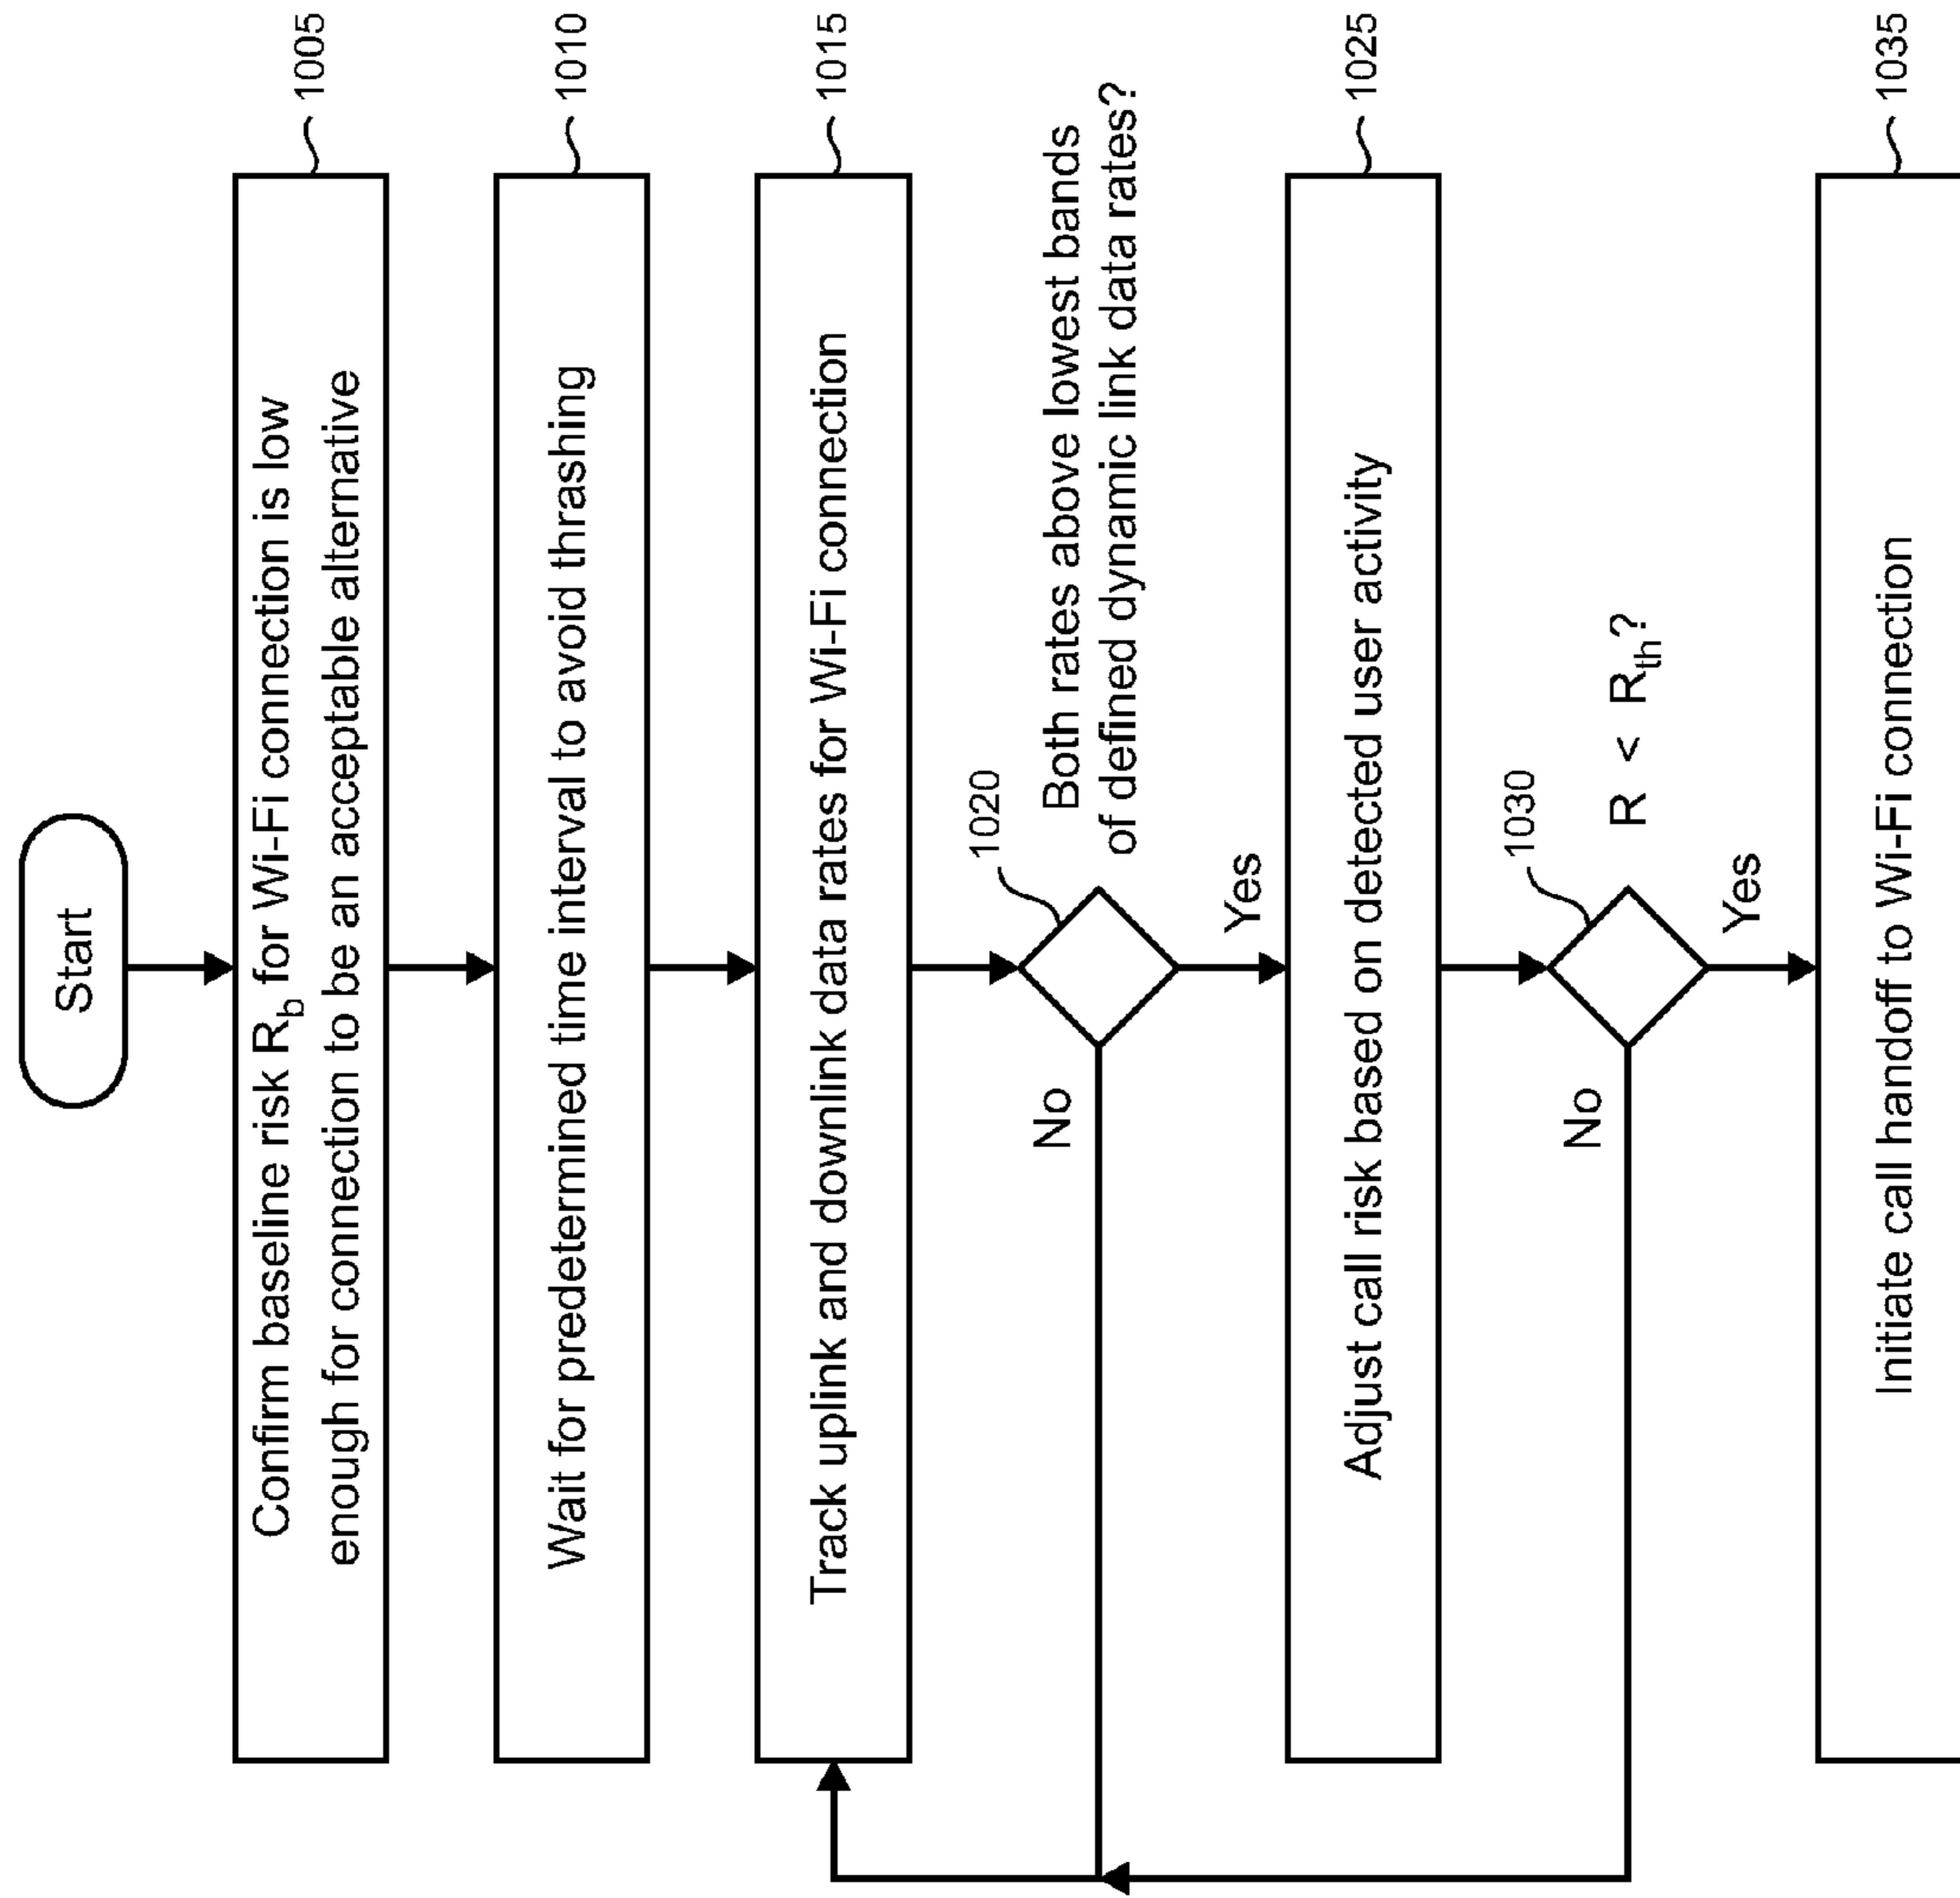 Start
Confirm baseline risk Rb for Wi-Fi connection is low
enough for connection to be an acceptable alternative
1005
Wait for predetermined time interval to avoid thrashing
1010
Track uplink and downlink data rates for Wi-Fi connection
1015
1020
Both rates above lowest bands
of defined dynamic link data rates?
No
Yes
Adjust call risk based on detected user activity
1025
1030
R < Rth?
No
Yes
Initiate call handoff to Wi-Fi connection
1035